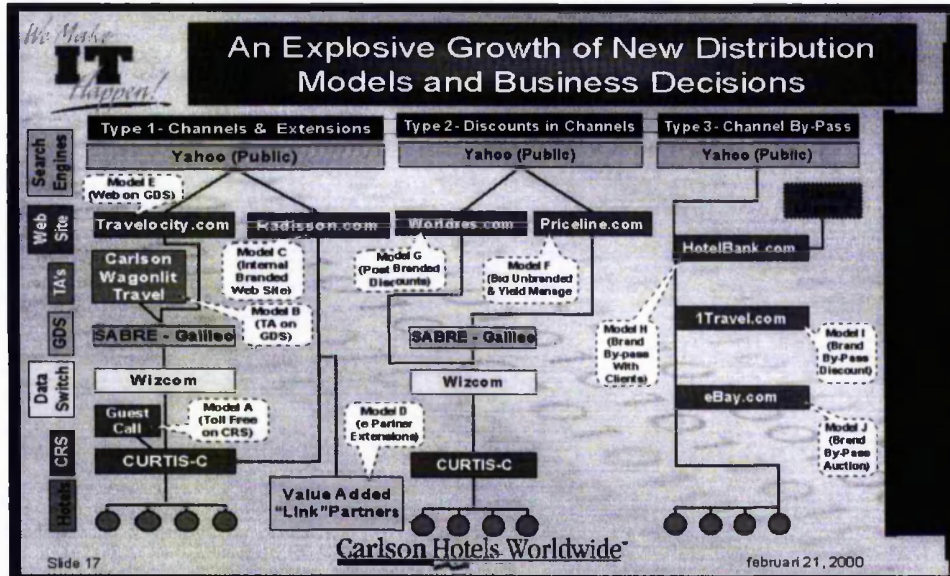 We Make
IT
Happen!
An Explosive Growth of New Distribution
Models and Business Decisions
Search
Engines
Web
Site
TA's
GDS
Data
Switch
CRS
Hotels
Type 1- Channels & Extensions
Yahoo (Public)
Model E
(Web on GDS)
Travelocity.com
Radisson.com
Carlson
Wagonlit
Travel
Model C
(Internal
Branded
Web Site)
Model B
(TA on
GDS)
SABRE - Galileo
Wizcom
Guest
Call
Model A
(Toll Free
on CRS)
CURTIS-C
Value Added
"Link" Partners
Model D
(e Partner
Extensions)
Type 2- Discounts in Channels
Yahoo (Public)
Worldres.com
Priceline.com
Model G
(Post Branded
Discounts)
Model F
(Bid Unbranded
& Yield Manage
SABRE - Galileo
Wizcom
CURTIS-C
Type 3- Channel By-Pass
Yahoo (Public)
HotelBank.com
Model H
(Brand
By-pass
With
Clients)
1Travel.com
Model I
(Brand
By-Pass
Discount)
eBay.com
Model J
(Brand
By-Pass
Auction)
Slide 17
Carlson Hotels Worldwide
februari 21, 2000